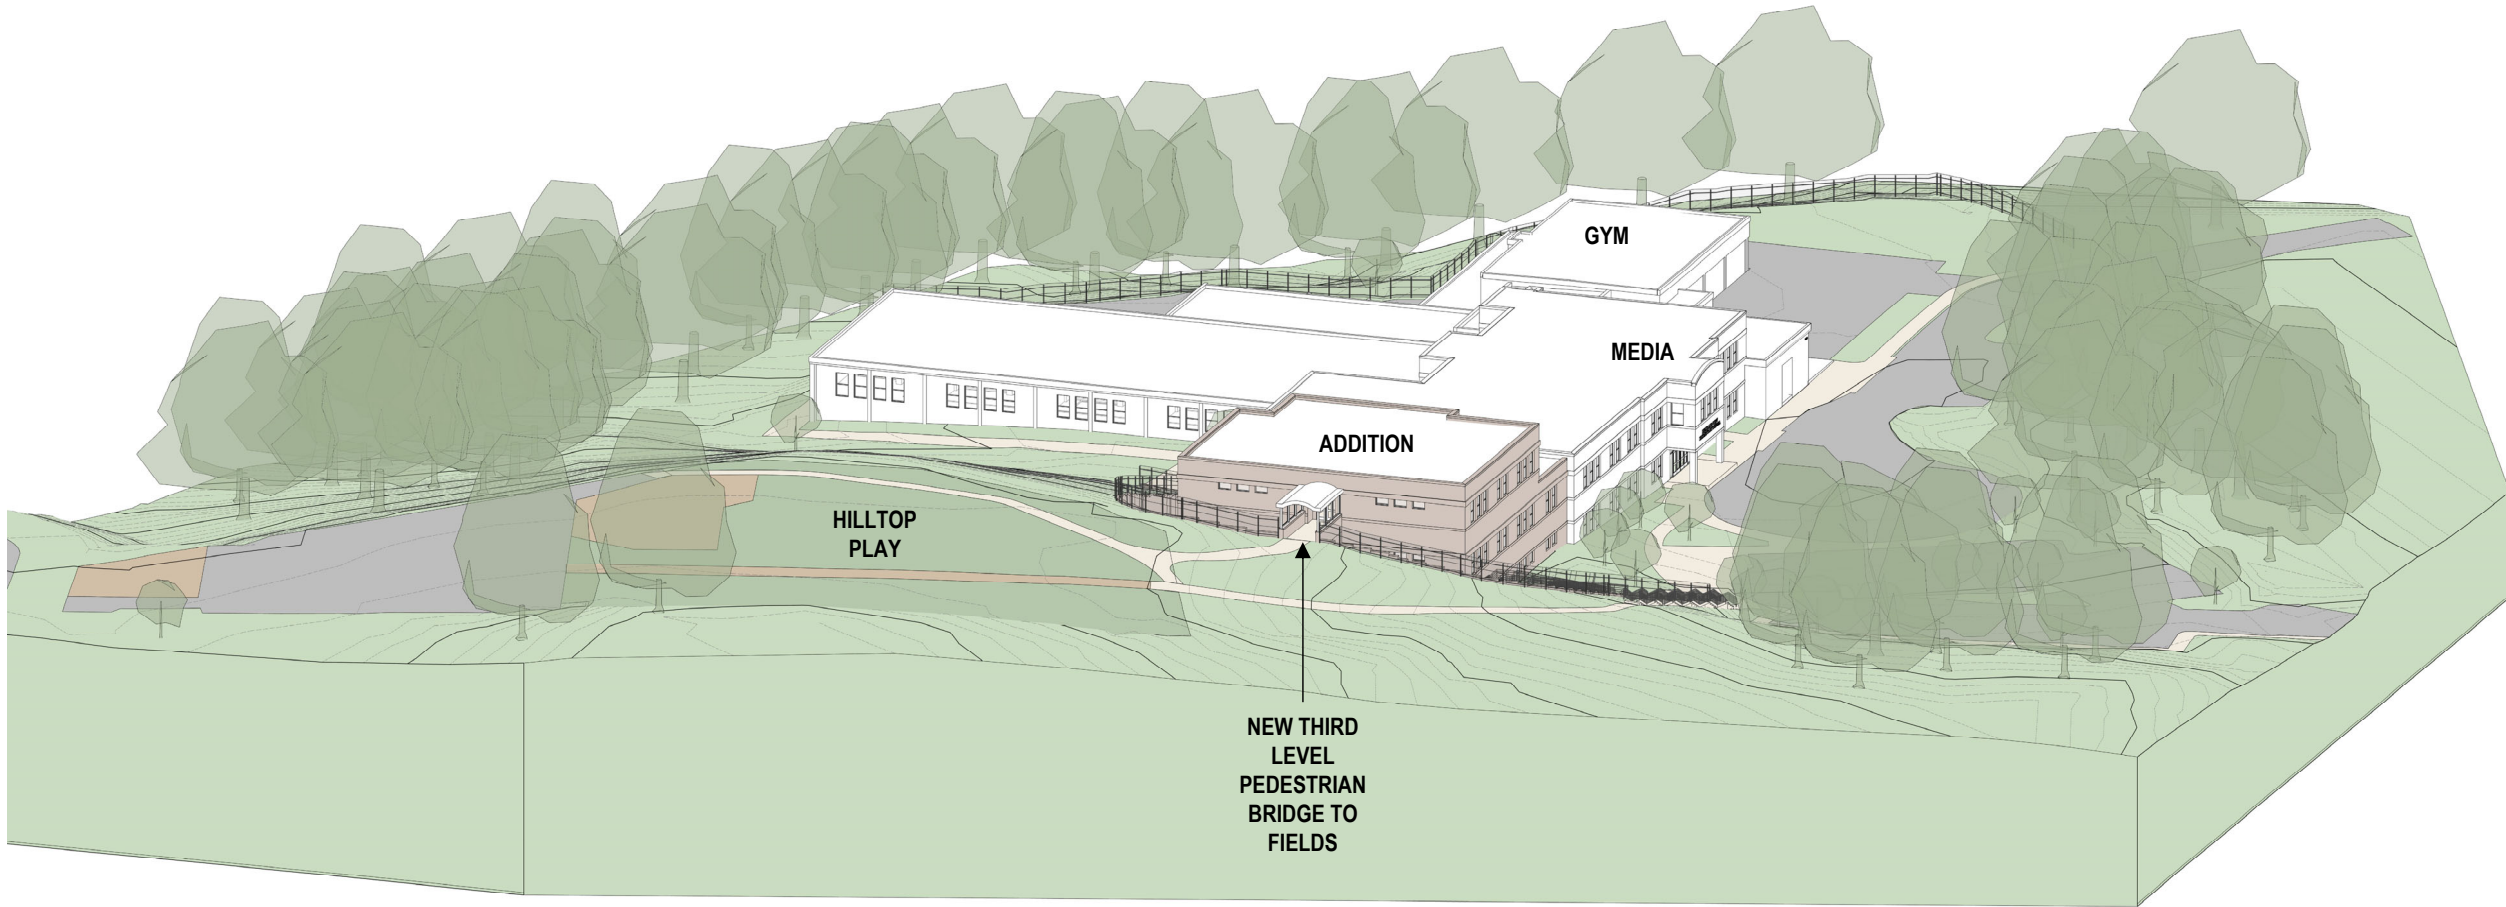 GYM
MEDIA
ADDITION
HILLTOP
PLAY
NEW THIRD
LEVEL
PEDESTRIAN
BRIDGE TO
FIELDS